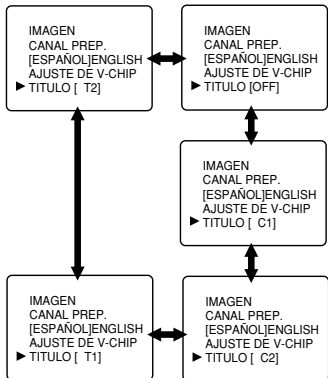 IMAGEN
CANAL PREP.
[ESPAÑOL]ENGLISH
AJUSTE DE V-CHIP
TITULO [ T2]
IMAGEN
CANAL PREP.
[ESPAÑOL]ENGLISH
AJUSTE DE V-CHIP
TITULO [OFF]
IMAGEN
CANAL PREP.
[ESPAÑOL]ENGLISH
AJUSTE DE V-CHIP
TITULO [ C1]
IMAGEN
CANAL PREP.
[ESPAÑOL]ENGLISH
AJUSTE DE V-CHIP
TITULO [ T1]
IMAGEN
CANAL PREP.
[ESPAÑOL]ENGLISH
AJUSTE DE V-CHIP
TITULO [ C2]